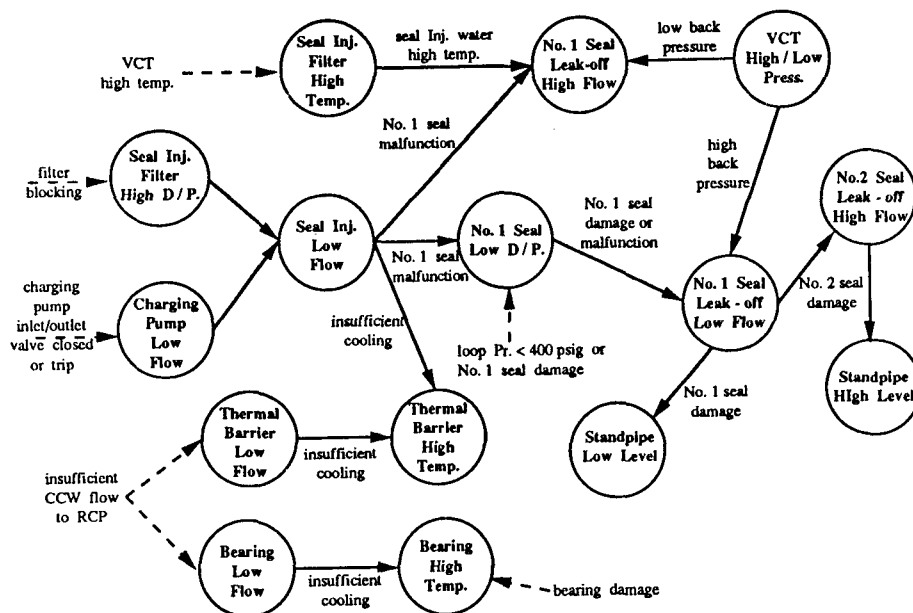 VCT
high temp.
Seal Inj.
Filter
High
Temp.
seal Inj. water
high temp.
No. 1 Seal
Leak-off
High Flow
low back
pressure
VCT
High / Low
Press.
No. 1 seal
malfunction
high
back
pressure
filter
blocking
Seal Inj.
Filter
High D / P.
Seal Inj.
Low
Flow
No. 1 seal
malfunction
No. 1 Seal
Low D / P.
No. 1 seal
damage or
malfunction
No. 1 Seal
Leak - off
Low Flow
No.2 Seal
Leak - off
High Flow
No. 2 seal
damage
charging
pump
inlet/outlet
valve closed
or trip
Charging
Pump
Low
Flow
insufficient
cooling
loop Pr. < 400 psig or
No. 1 seal damage
No. 1 seal
damage
Standpipe
HIgh Level
Standpipe
Low Level
insufficient
CCW flow
to RCP
Thermal
Barrier
Low
Flow
insufficient
cooling
Thermal
Barrier
High
Temp.
Bearing
Low
Flow
insufficient
cooling
Bearing
High
Temp.
bearing damage